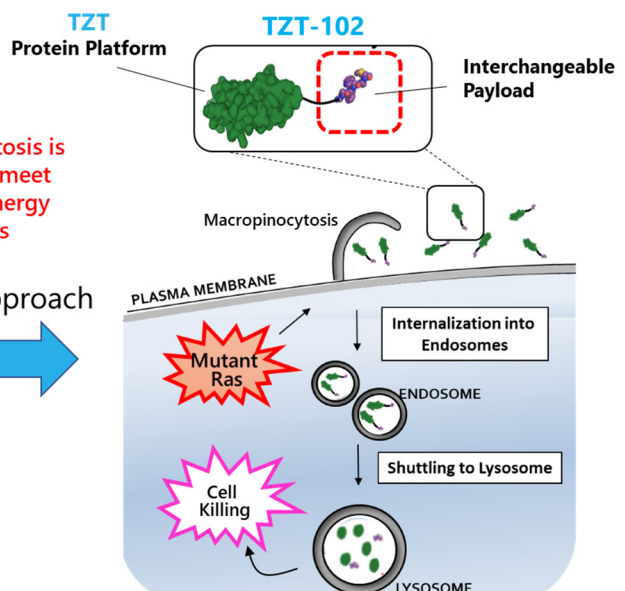 TZT
Protein Platform
TZT-102
Interchangeable
Payload
tosis is
meet
nergy
s
proach
Macropinocytosis
PLASMA MEMBRANE
Mutant
Ras
Internalization into
Endosomes
ENDOSOME
Shuttling to Lysosome
Cell
Killing
LYSOSOME